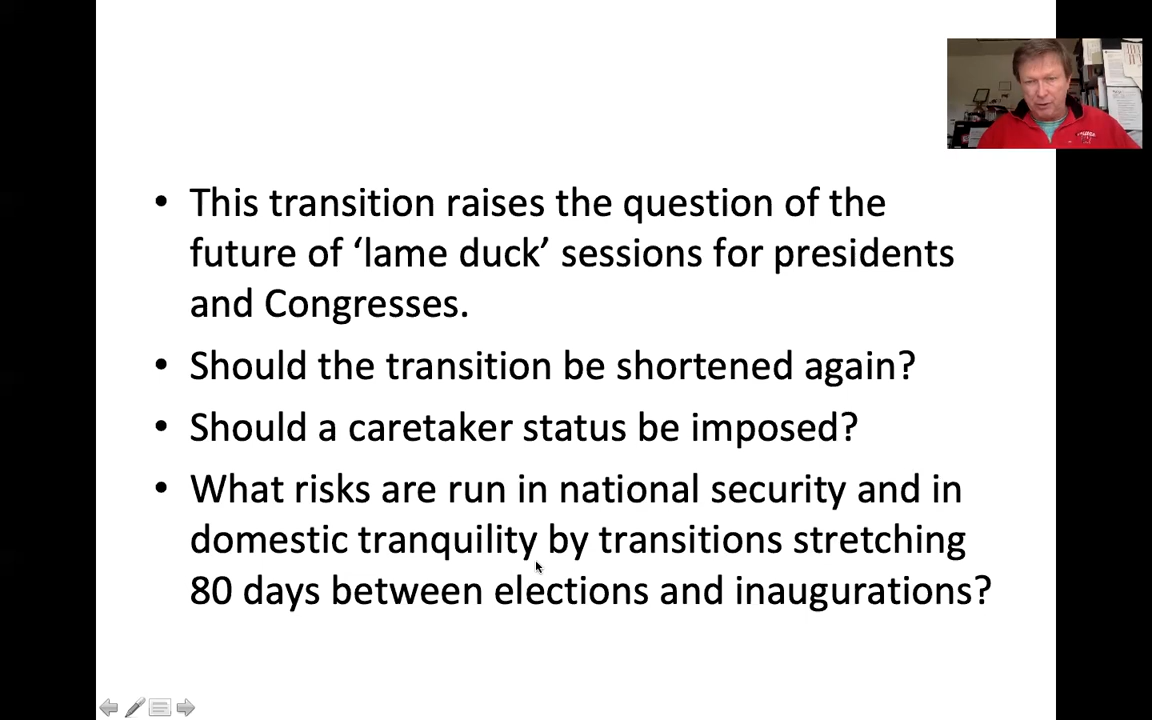 • This transition raises the question of the
future of ‘lame duck’ sessions for presidents
and Congresses.
• Should the transition be shortened again?
• Should a caretaker status be imposed?
• What risks are run in national security and in
domestic tranquility by transitions stretching
80 days between elections and inaugurations?